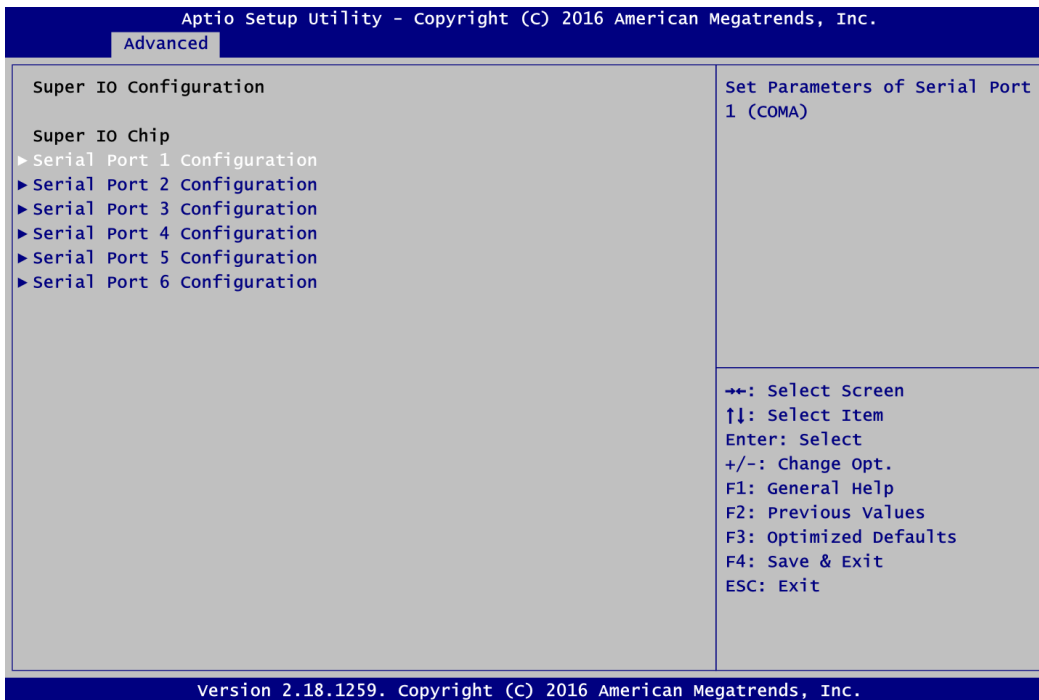 Aptio Setup Utility - Copyright (C) 2016 American Megatrends, Inc.
Advanced
Super IO Configuration
Super IO Chip
►Serial Port 1 Configuration
►Serial Port 2 Configuration
►Serial Port 3 Configuration
►Serial Port 4 Configuration
►Serial Port 5 Configuration
►Serial Port 6 Configuration
Set Parameters of Serial Port
1 (COMA)
→←: Select Screen
↑↓: Select Item
Enter: Select
+/-: Change Opt.
F1: General Help
F2: Previous Values
F3: Optimized Defaults
F4: Save & Exit
ESC: Exit
Version 2.18.1259. Copyright (C) 2016 American Megatrends, Inc.